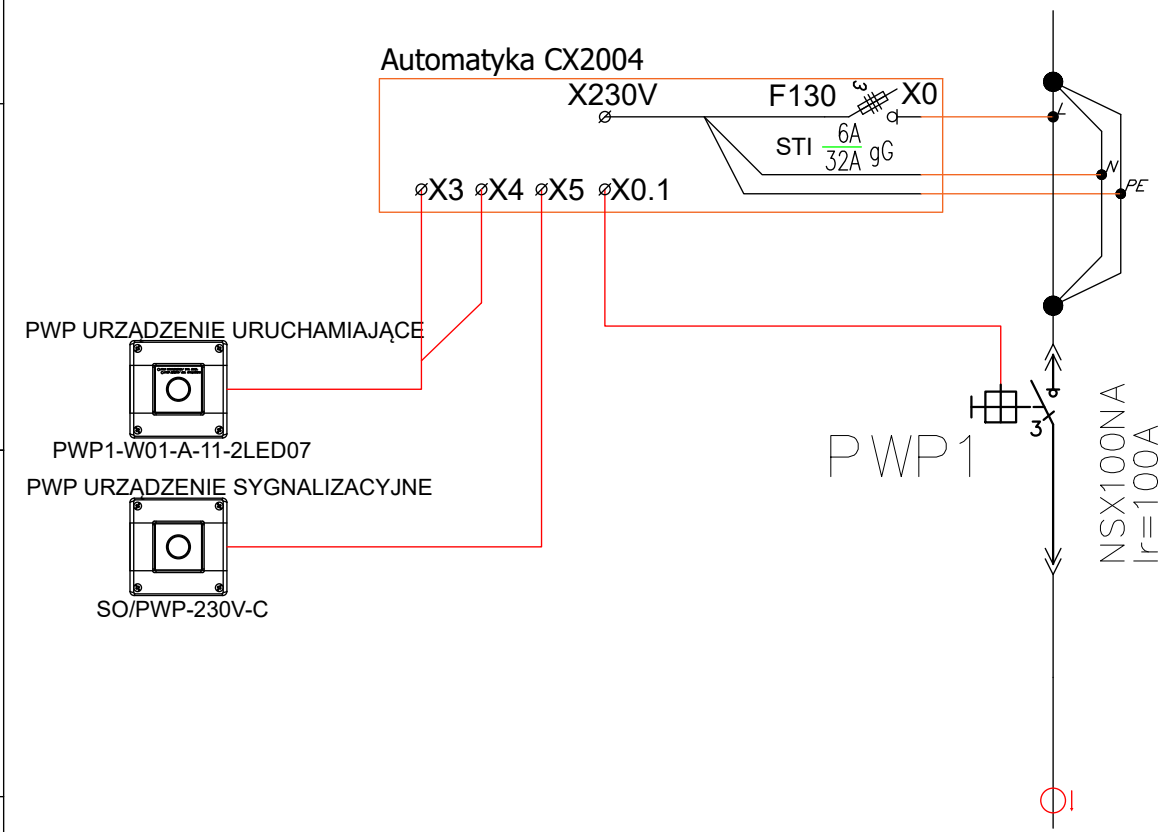 Automatyka CX2004
X230V
F130
3
X0
STI 6A
32A gG
L
N
PE
X3
X4
X5
X0.1
PWP URZĄDZENIE URUCHAMIAJĄCE
PWP1-W01-A-11-2LED07
PWP URZĄDZENIE SYGNALIZACYJNE
SO/PWP-230V-C
PWP1
3
NSX100NA
Ir=100A
I